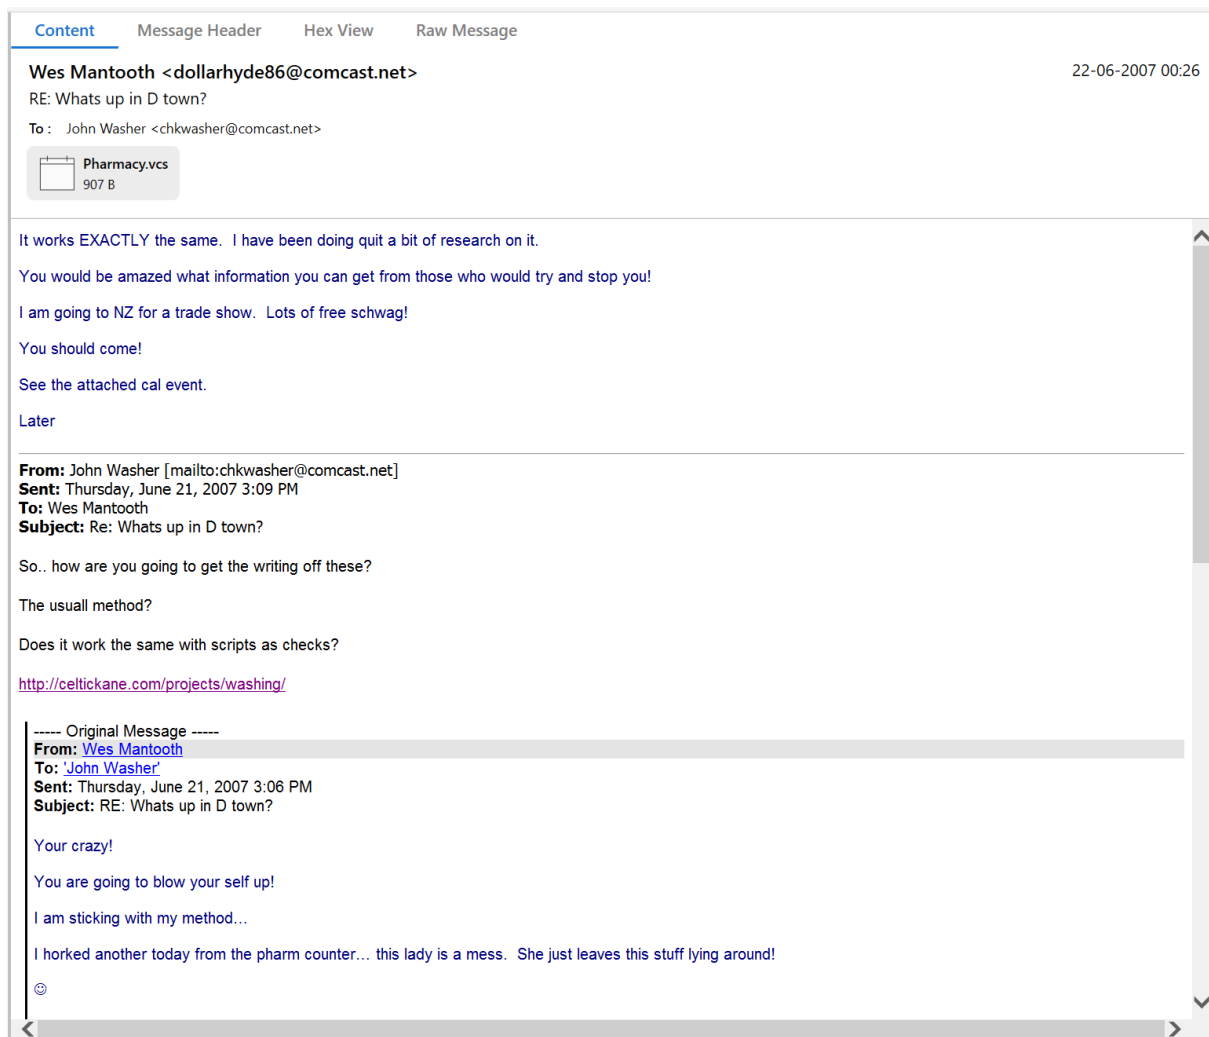 Content Message Header Hex View Raw Message
Wes Mantooth <dollarhyde86@comcast.net> 22-06-2007 00:26
RE: Whats up in D town?
To : John Washer <chkwasher@comcast.net>
Pharmacy.vcs
907 B
It works EXACTLY the same. I have been doing quit a bit of research on it.
You would be amazed what information you can get from those who would try and stop you!
I am going to NZ for a trade show. Lots of free schwag!
You should come!
See the attached cal event.
Later
From: John Washer [mailto:chkwasher@comcast.net]
Sent: Thursday, June 21, 2007 3:09 PM
To: Wes Mantooth
Subject: Re: Whats up in D town?
So.. how are you going to get the writing off these?
The usuall method?
Does it work the same with scripts as checks?
http://celtickane.com/projects/washing/
----- Original Message -----
From: Wes Mantooth
To: 'John Washer'
Sent: Thursday, June 21, 2007 3:06 PM
Subject: RE: Whats up in D town?
Your crazy!
You are going to blow your self up!
I am sticking with my method…
I horked another today from the pharm counter… this lady is a mess. She just leaves this stuff lying around!
☺